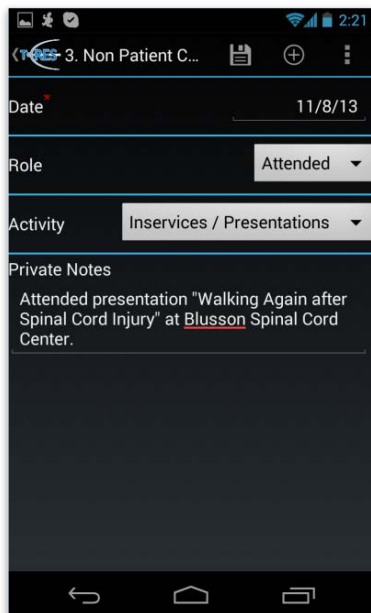 2:21
T-RES 3. Non Patient C...
Date*
11/8/13
Role
Attended
Activity
Inservices / Presentations
Private Notes
Attended presentation "Walking Again after
Spinal Cord Injury" at Blusson Spinal Cord
Center.